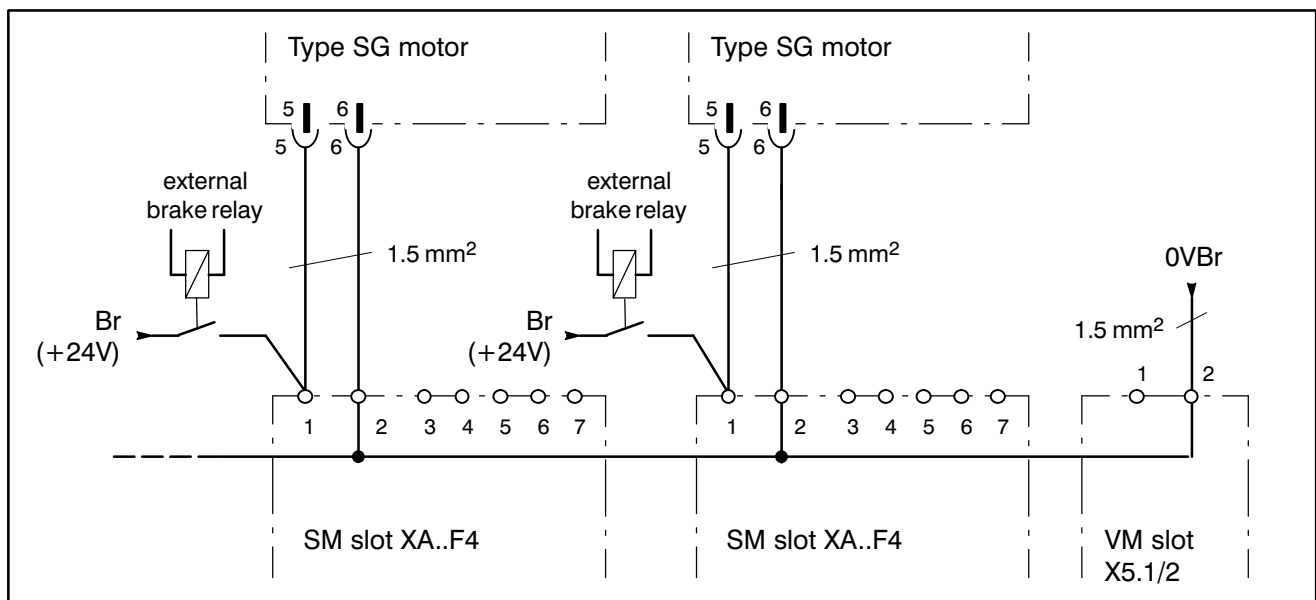 Type SG motor
Type SG motor
5 6
5 6
5 6
5 6
external
brake relay
external
brake relay
1.5 mm²
1.5 mm²
0VBr
Br
(+24V)
Br
(+24V)
1.5 mm²
1 2
1 2 3 4 5 6 7
1 2 3 4 5 6 7
SM slot XA..F4
SM slot XA..F4
VM slot
X5.1/2